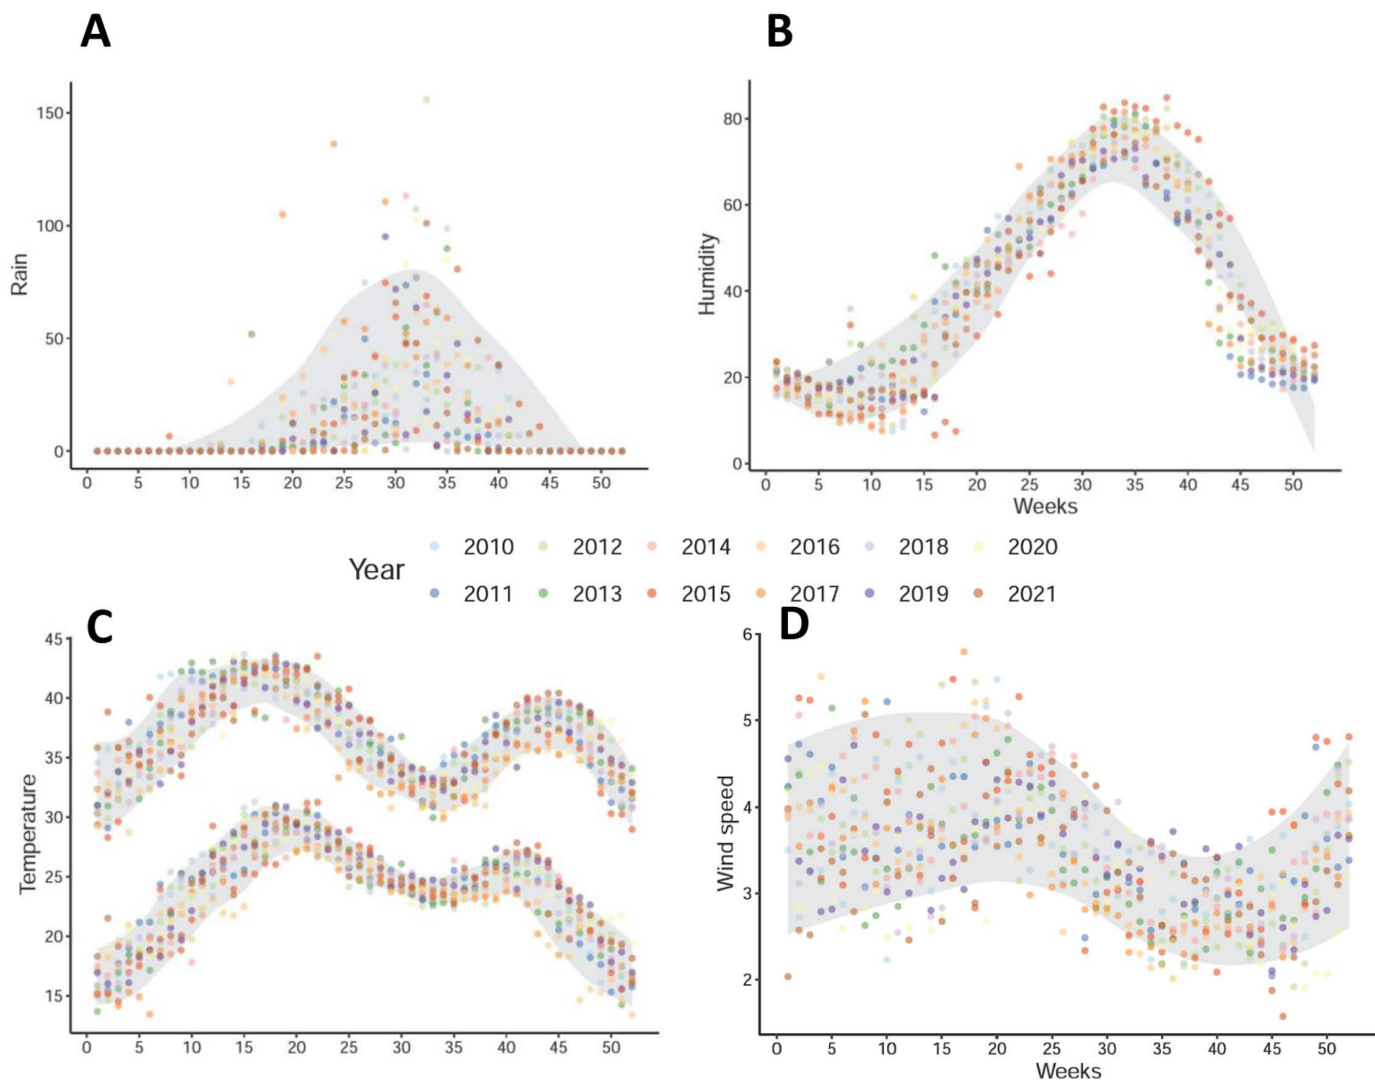 A
B
Rain
150
100
50
0
0 5 10 15 20 25 30 35 40 45 50
Humidity
80
60
40
20
0
0 5 10 15 20 25 30 35 40 45 50
Weeks
Year
2010 2012 2014 2016 2018 2020
2011 2013 2015 2017 2019 2021
C
D
Temperature
45
40
35
30
25
20
15
0 5 10 15 20 25 30 35 40 45 50
Wind speed
6
5
4
3
2
0 5 10 15 20 25 30 35 40 45 50
Weeks